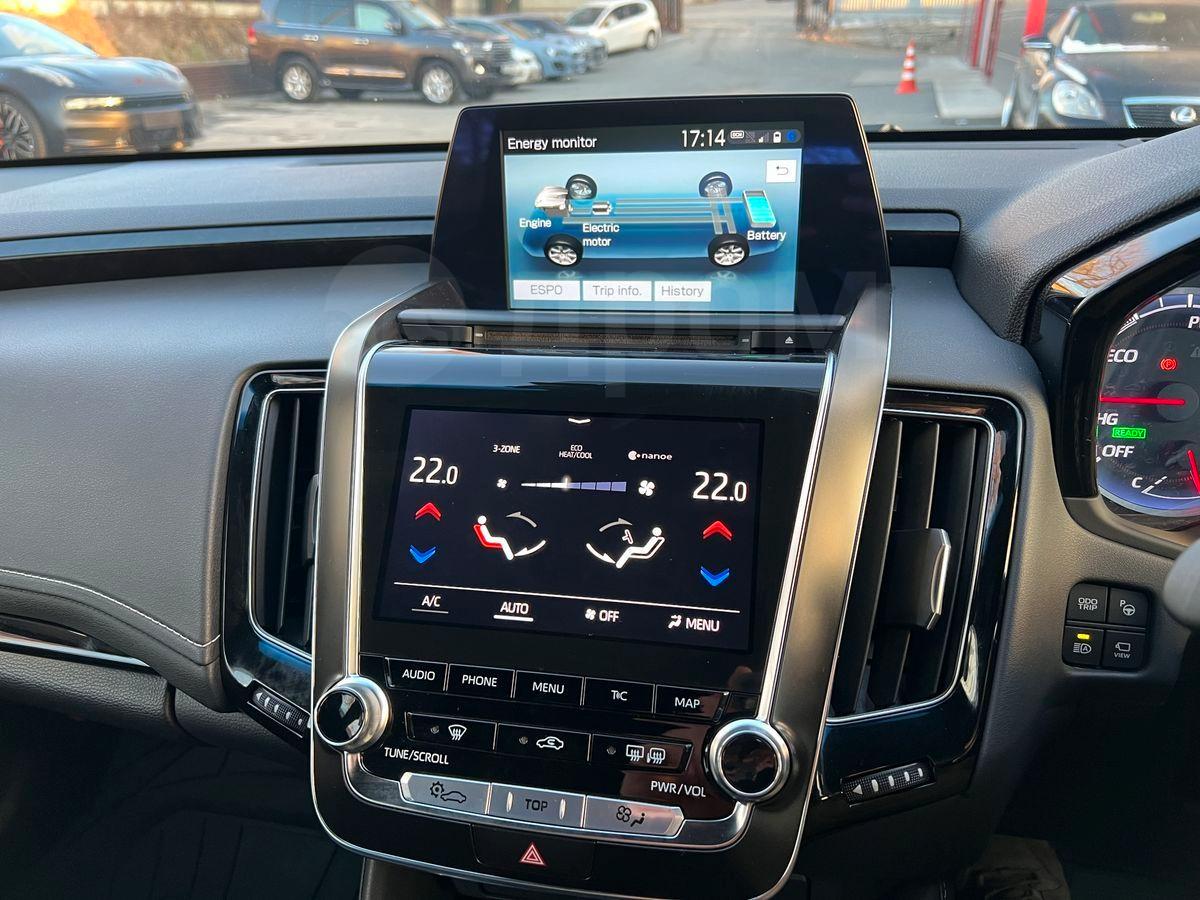 Energy monitor 17:14
Engine
Electric
motor
Battery
ESPO Trip info. History
3-ZONE ECO
HEAT/COOL nanoe
22.0 22.0
A/C AUTO OFF MENU
AUDIO PHONE MENU T C MAP
TUNE/SCROLL
PWR/VOL
TOP
P
ECO
HG
READY
OFF
C
ODO
TRIP
P
A
VIEW